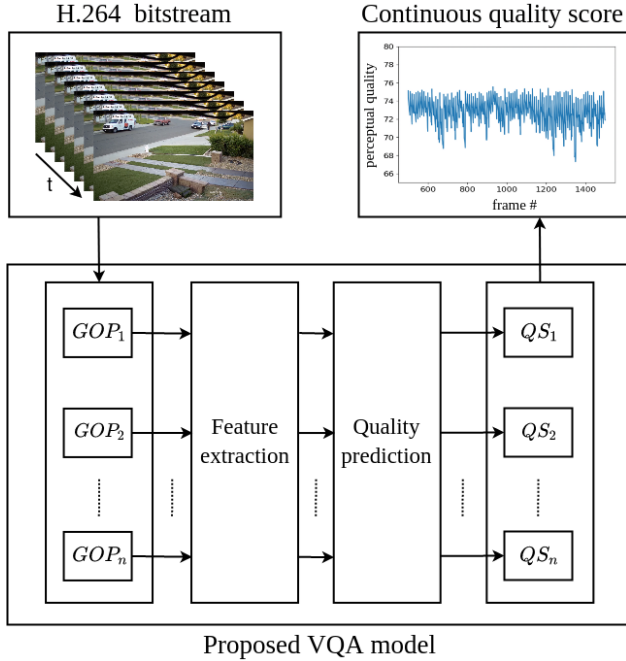 H.264 bitstream
t
Continuous quality score
perceptual quality
80
78
76
74
72
70
68
66
600
800
1000
1200
1400
frame #
GOP1
GOP2
GOPn
Feature
extraction
Quality
prediction
QS1
QS2
QSn
Proposed VQA model